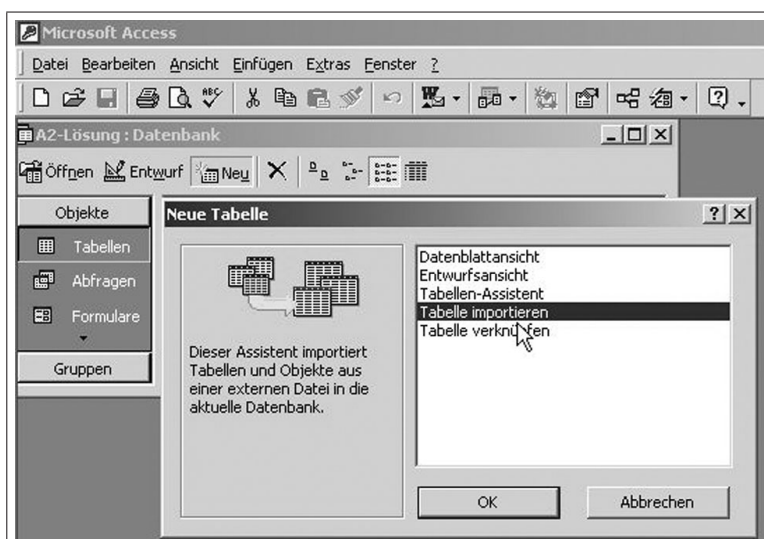 Microsoft Access
Datei Bearbeiten Ansicht Einfügen Extras Fenster ?
A2-Lösung : Datenbank
Öffnen Entwurf Neu
Objekte
Tabellen
Abfragen
Formulare
Gruppen
Neue Tabelle
Dieser Assistent importiert
Tabellen und Objekte aus
einer externen Datei in die
aktuelle Datenbank.
Datenblattansicht
Entwurfsansicht
Tabellen-Assistent
Tabelle importieren
Tabelle verknüpfen
OK
Abbrechen